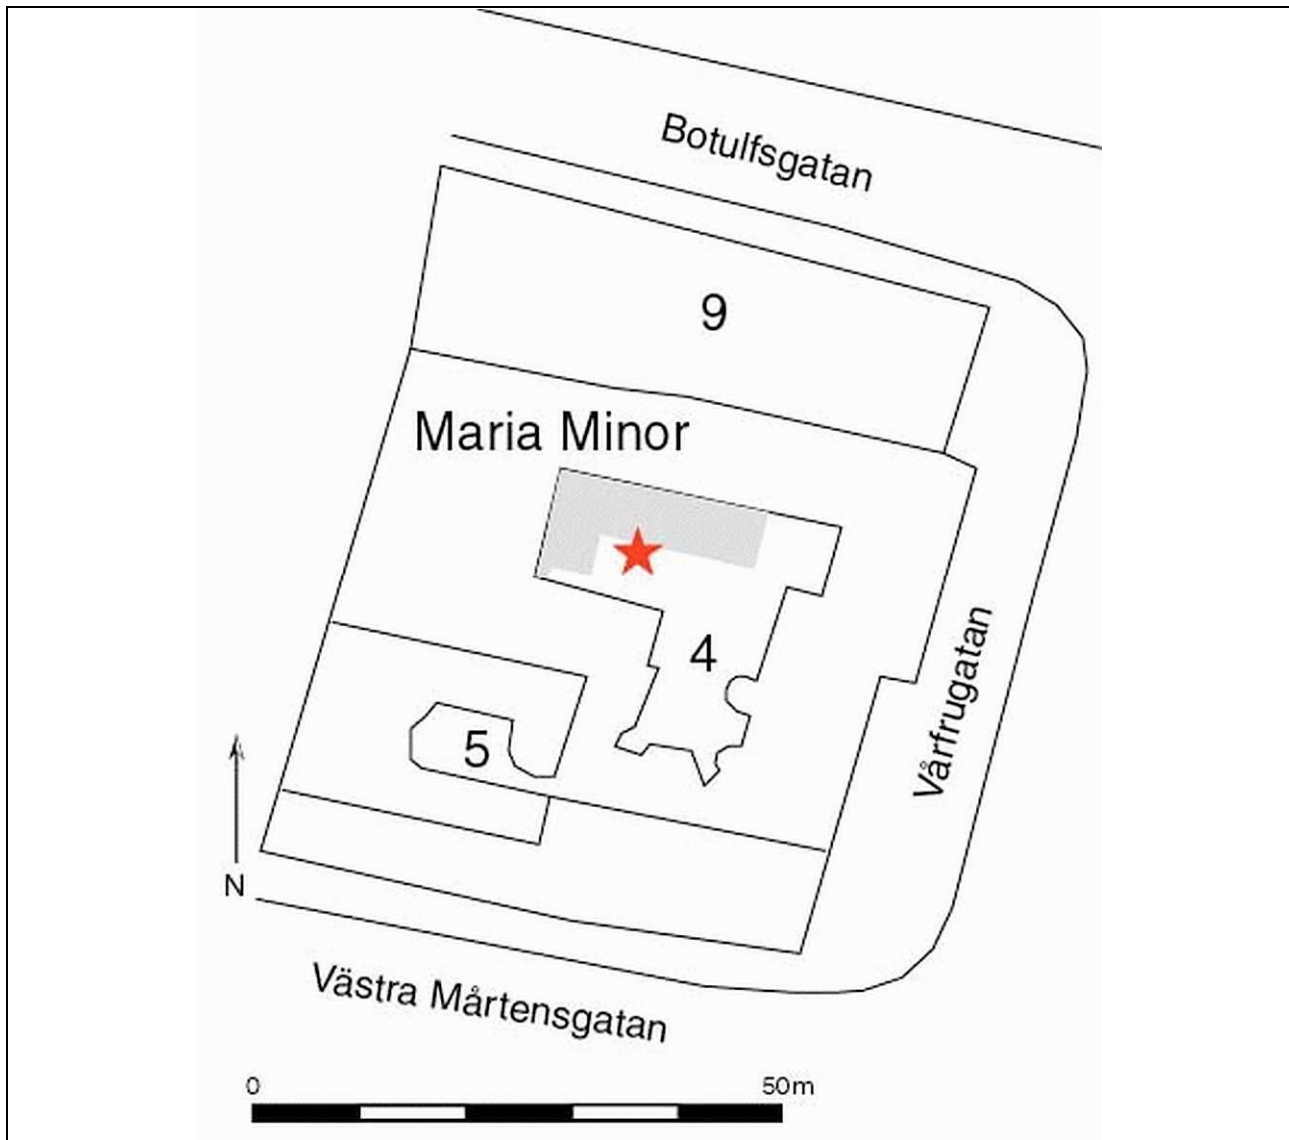 Botulfsgatan
9
Maria Minor
4
Vårfrugatan
5
N
Västra Mårtensgatan
0 50m